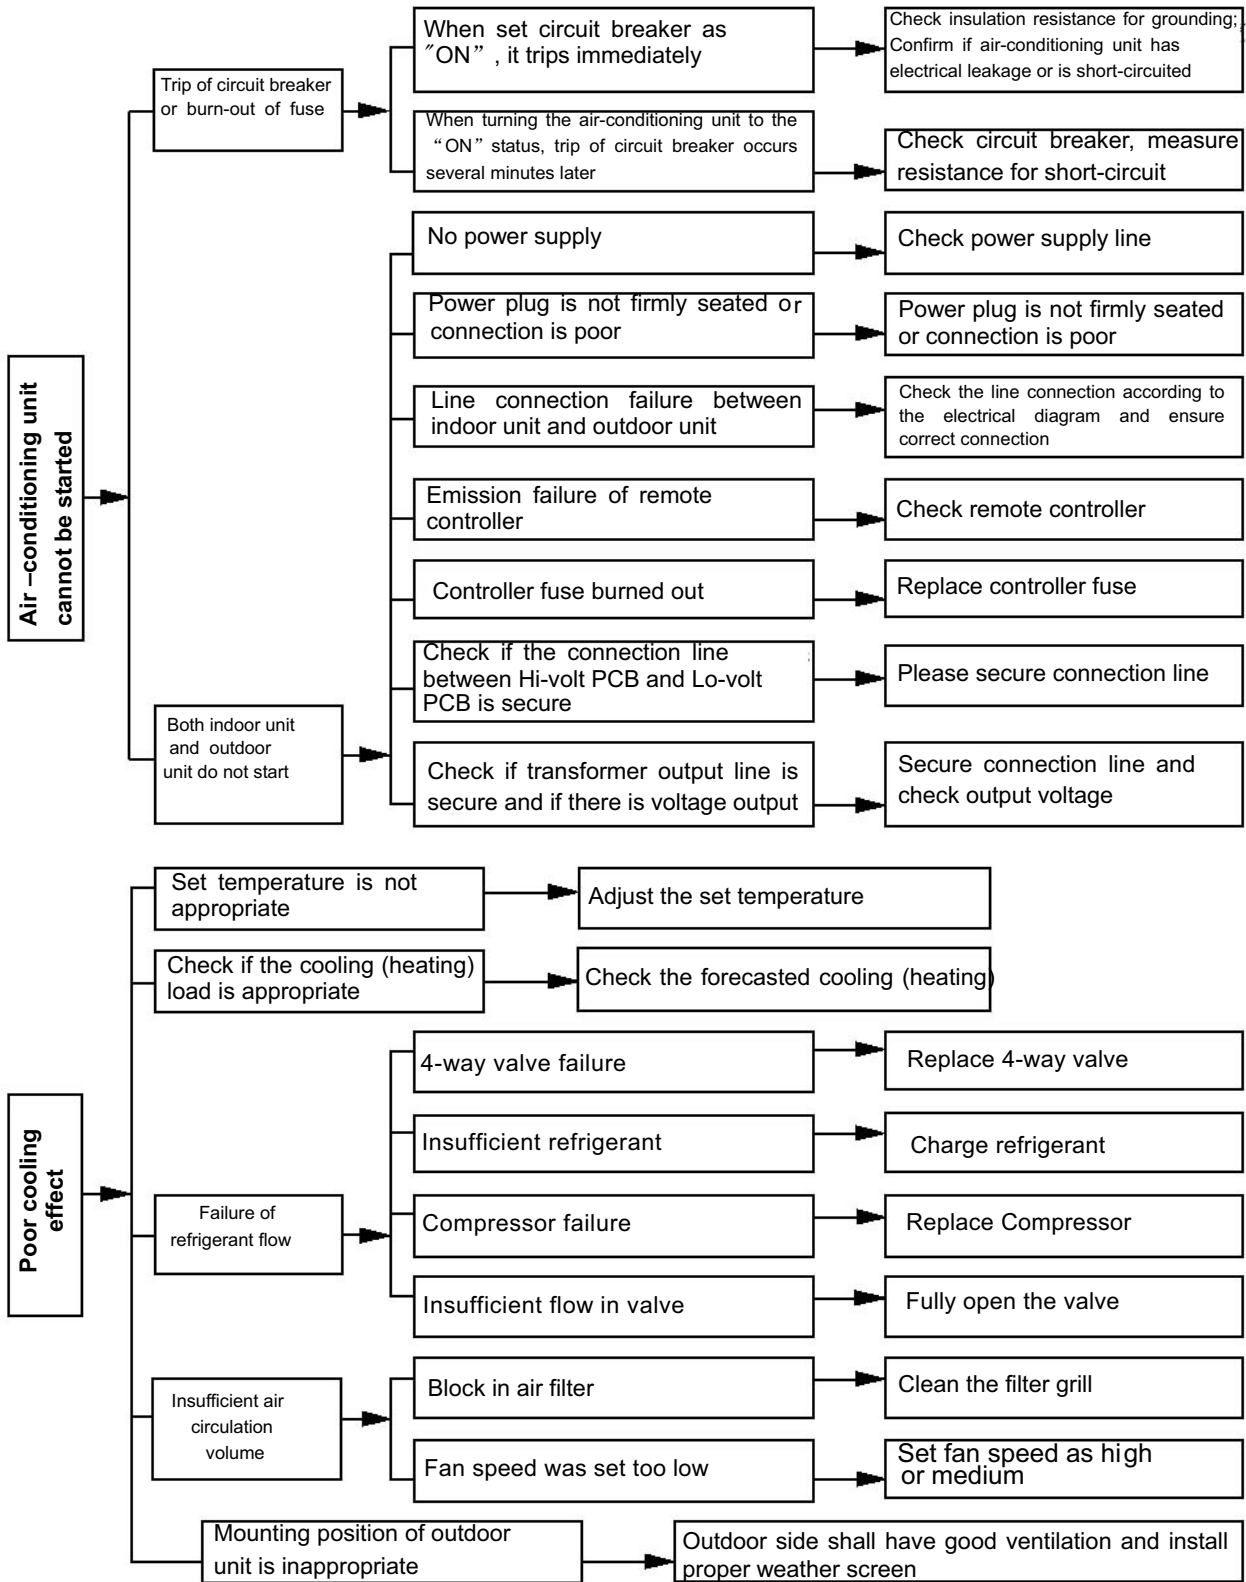 Air –conditioning unit
cannot be started
Trip of circuit breaker
or burn-out of fuse
When set circuit breaker as
"ON", it trips immediately
Check insulation resistance for grounding;
Confirm if air-conditioning unit has
electrical leakage or is short-circuited
When turning the air-conditioning unit to the
“ON” status, trip of circuit breaker occurs
several minutes later
Check circuit breaker, measure
resistance for short-circuit
Both indoor unit
and outdoor
unit do not start
No power supply
Check power supply line
Power plug is not firmly seated or
connection is poor
Power plug is not firmly seated
or connection is poor
Line connection failure between
indoor unit and outdoor unit
Check the line connection according to
the electrical diagram and ensure
correct connection
Emission failure of remote
controller
Check remote controller
Controller fuse burned out
Replace controller fuse
Check if the connection line
between Hi-volt PCB and Lo-volt
PCB is secure
Please secure connection line
Check if transformer output line is
secure and if there is voltage output
Secure connection line and
check output voltage
Poor cooling
effect
Set temperature is not
appropriate
Adjust the set temperature
Check if the cooling (heating)
load is appropriate
Check the forecasted cooling (heating)
Failure of
refrigerant flow
4-way valve failure
Replace 4-way valve
Insufficient refrigerant
Charge refrigerant
Compressor failure
Replace Compressor
Insufficient flow in valve
Fully open the valve
Insufficient air
circulation
volume
Block in air filter
Clean the filter grill
Fan speed was set too low
Set fan speed as high
or medium
Mounting position of outdoor
unit is inappropriate
Outdoor side shall have good ventilation and install
proper weather screen